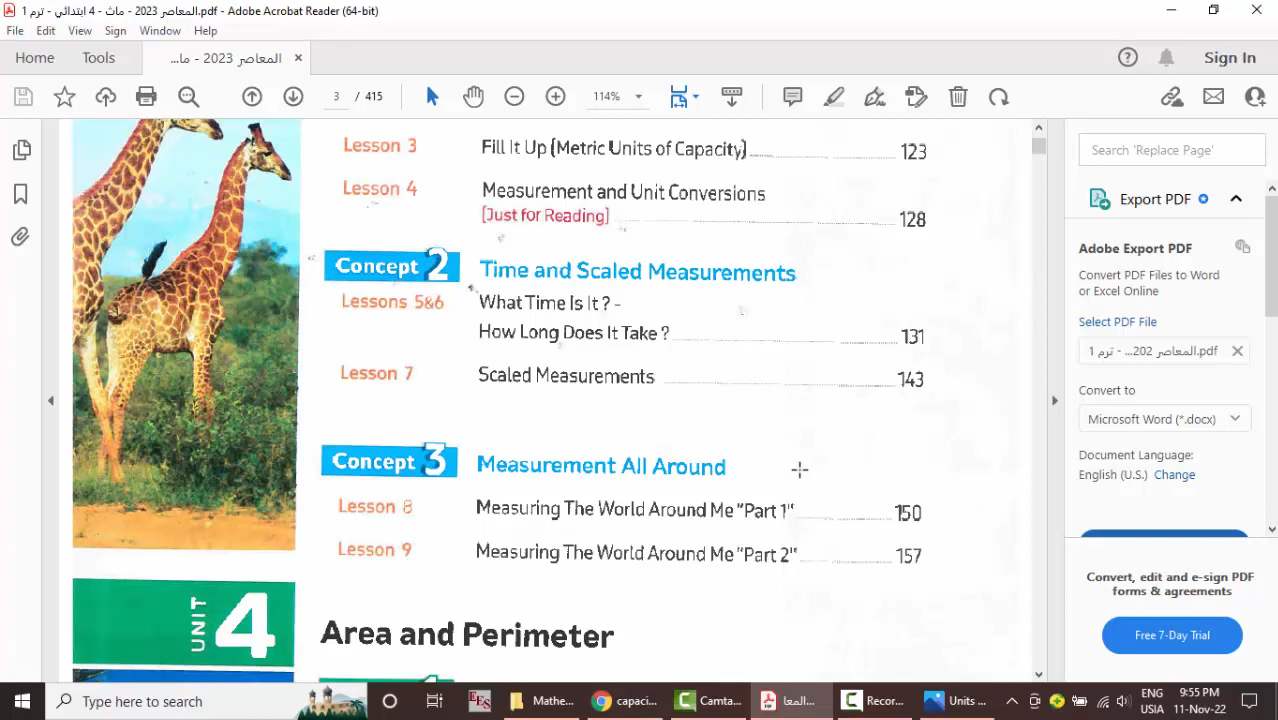 المعاصر 2023 - ماث - 4 ابتدائي - ترم 1.pdf - Adobe Acrobat Reader (64-bit)
File Edit View Sign Window Help
Home Tools المعاصر 2023 - ما... × Sign In
3 / 415 114%
Search 'Replace Page'
Export PDF
Adobe Export PDF
Convert PDF Files to Word
or Excel Online
Select PDF File
المعاصر 202... - ترم 1.pdf
Convert to
Microsoft Word (*.docx)
Document Language:
English (U.S.) Change
Convert, edit and e-sign PDF
forms & agreements
Free 7-Day Trial
Lesson 3 Fill It Up (Metric Units of Capacity) 123
Lesson 4 Measurement and Unit Conversions
[Just for Reading] 128
Concept 2 Time and Scaled Measurements
Lessons 5&6 What Time Is It ? -
How Long Does It Take ? 131
Lesson 7 Scaled Measurements 143
Concept 3 Measurement All Around
Lesson 8 Measuring The World Around Me "Part 1" 150
Lesson 9 Measuring The World Around Me "Part 2" 157
UNIT 4 Area and Perimeter
Type here to search
EES Mathe... capaci... Camta... المعا... Recor... Units ...
ENG 9:55 PM
USA 11-Nov-22